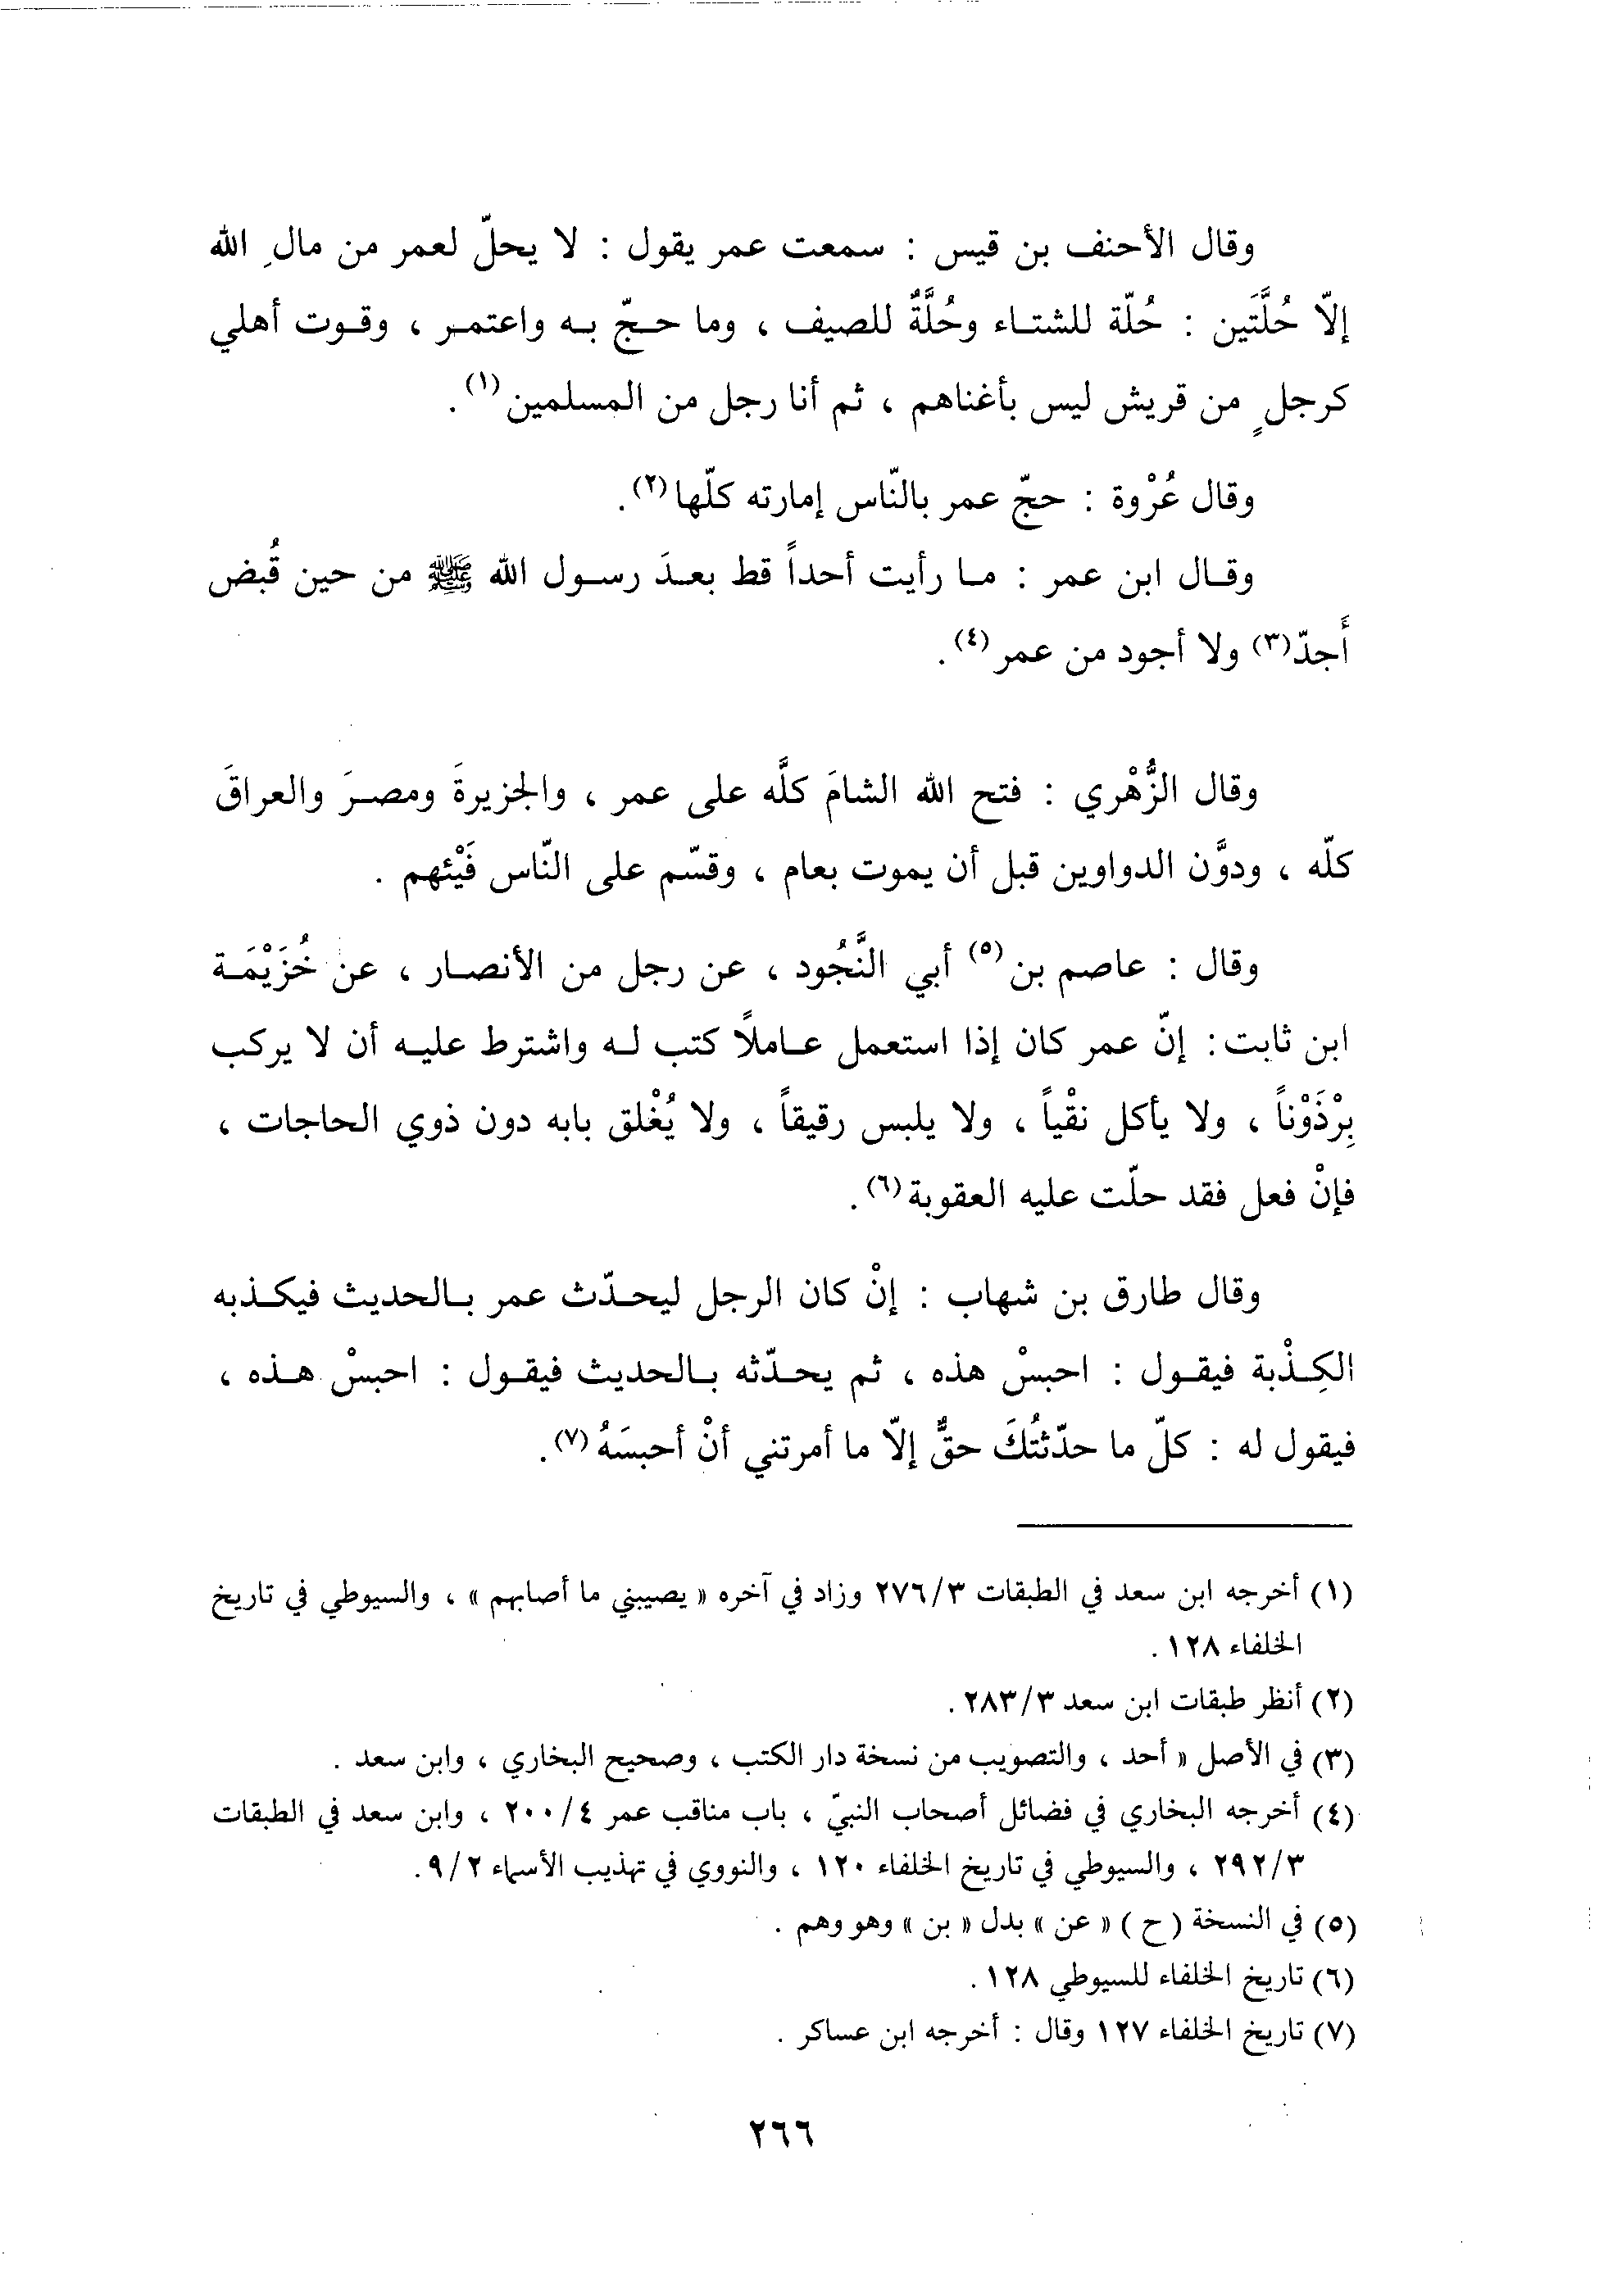 وقال الأحنف بن قيس : سمعت عمر يقول : لا يحلّ لعمر من مالِ الله
إلّا حُلَّتَين : حُلّة للشتاء وحُلَّةٌ للصيف ، وما حجّ به واعتمر ، وقوت أهلي
كرجلٍ من قريش ليس بأغناهم ، ثم أنا رجل من المسلمين(١) .
وقال عُرْوة : حجّ عمر بالنّاس إمارته كلّها(٢).
وقال ابن عمر : ما رأيت أحداً قط بعدَ رسول الله ﷺ من حين قُبض
أَجدّ(٣) ولا أجود من عمر(٤) .
وقال الزُّهْري : فتح الله الشامَ كلَّه على عمر ، والجزيرةَ ومصرَ والعراقَ
كلّه ، ودوَّن الدواوين قبل أن يموت بعام ، وقسّم على النّاس فَيْئهم .
وقال : عاصم بن(٥) أبي النَّجُود ، عن رجل من الأنصار ، عن خُزَيْمَة
ابن ثابت : إنّ عمر كان إذا استعمل عاملاً كتب له واشترط عليه أن لا يركب
بِرْذَوْناً ، ولا يأكل نقْياً ، ولا يلبس رقيقاً ، ولا يُغْلق بابه دون ذوي الحاجات ،
فإنْ فعل فقد حلّت عليه العقوبة(٦) .
وقال طارق بن شهاب : إنْ كان الرجل ليحدّث عمر بالحديث فيكذبه
الكِذْبة فيقول : احبسْ هذه ، ثم يحدّثه بالحديث فيقول : احبسْ هذه ،
فيقول له : كلّ ما حدّثتُكَ حقٌّ إلّا ما أمرتني أنْ أحبسَهُ(٧) .
(١) أخرجه ابن سعد في الطبقات ٣/٢٧٦ وزاد في آخره « يصيبني ما أصابهم » ، والسيوطي في تاريخ
الخلفاء ١٢٨ .
(٢) أنظر طبقات ابن سعد ٣/٢٨٣ .
(٣) في الأصل « أحد ، والتصويب من نسخة دار الكتب ، وصحيح البخاري ، وابن سعد .
(٤) أخرجه البخاري في فضائل أصحاب النبيّ ، باب مناقب عمر ٤/٢٠٠ ، وابن سعد في الطبقات
٣/٢٩٢ ، والسيوطي في تاريخ الخلفاء ١٢٠ ، والنووي في تهذيب الأسماء ٢/٩ .
(٥) في النسخة (ح) « عن » بدل « بن » وهو وهم .
(٦) تاريخ الخلفاء للسيوطي ١٢٨ .
(٧) تاريخ الخلفاء ١٢٧ وقال : أخرجه ابن عساكر .
٢٦٦